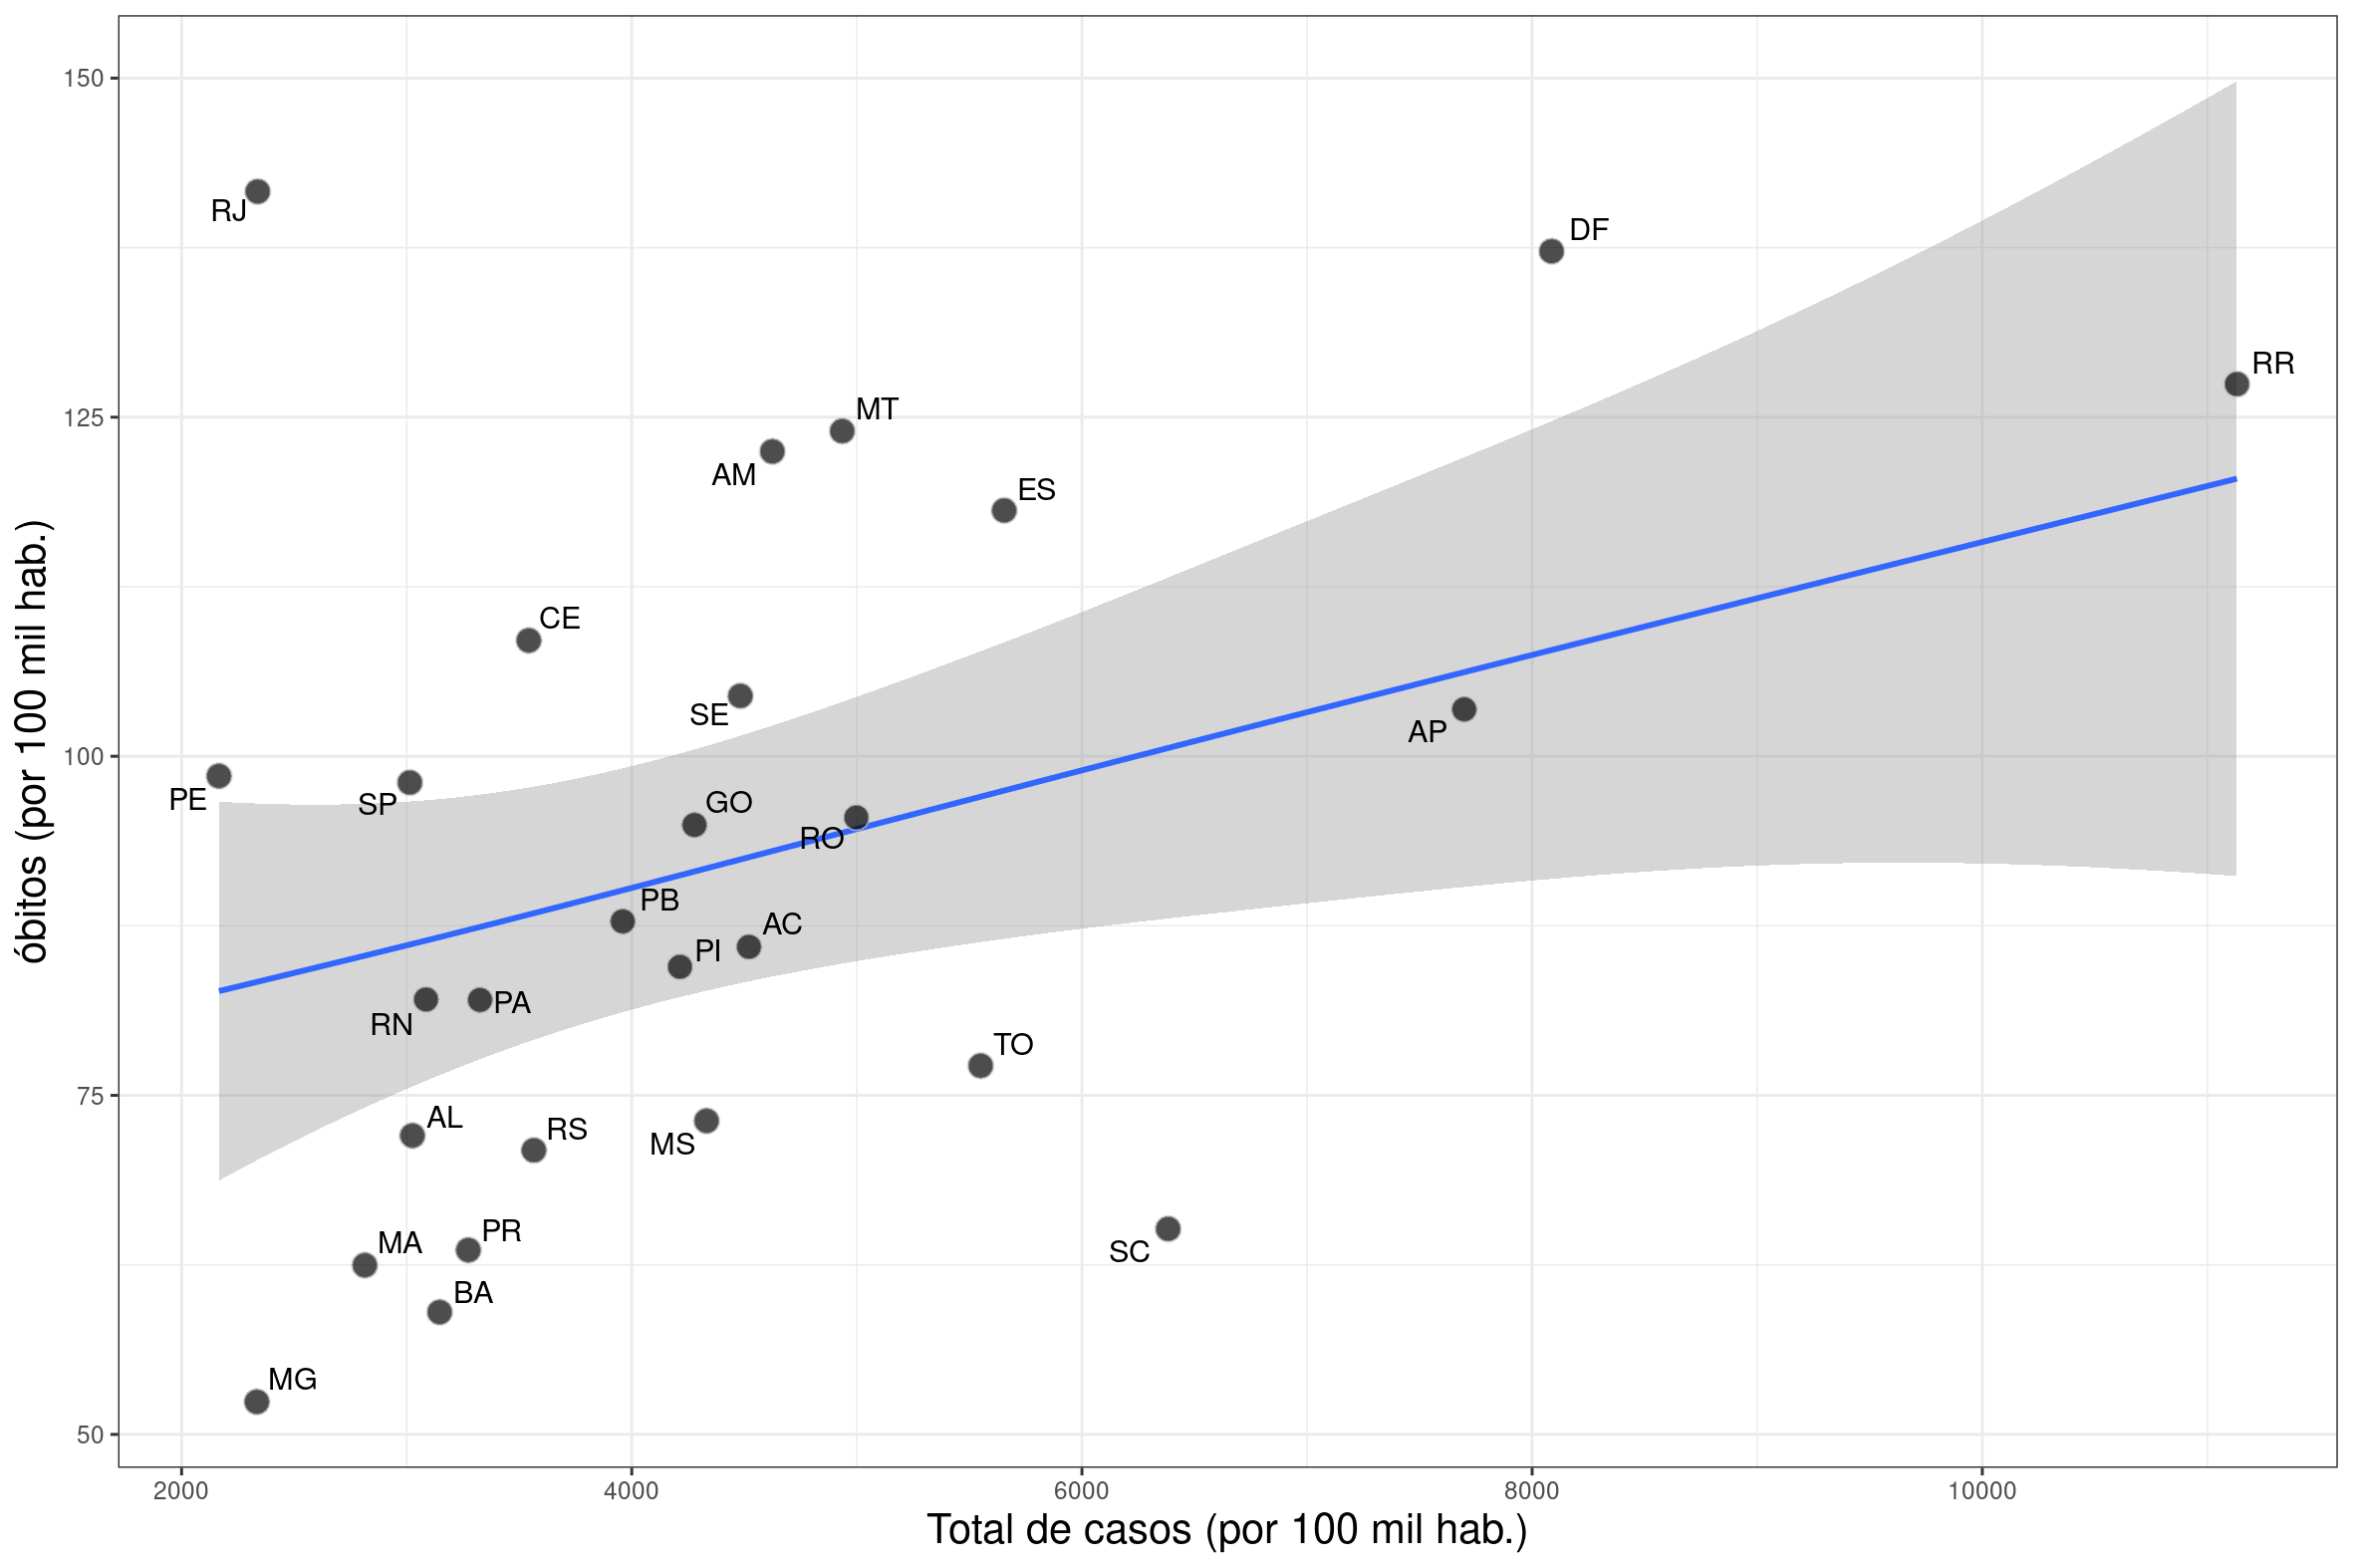 óbitos (por 100 mil hab.)
150
125
100
75
50
RJ
DF
RR
MT
AM
ES
CE
SE
AP
PE
SP
GO
RO
PB
AC
PI
RN
PA
TO
AL
RS
MS
PR
MA
SC
BA
MG
2000
4000
6000
8000
10000
Total de casos (por 100 mil hab.)